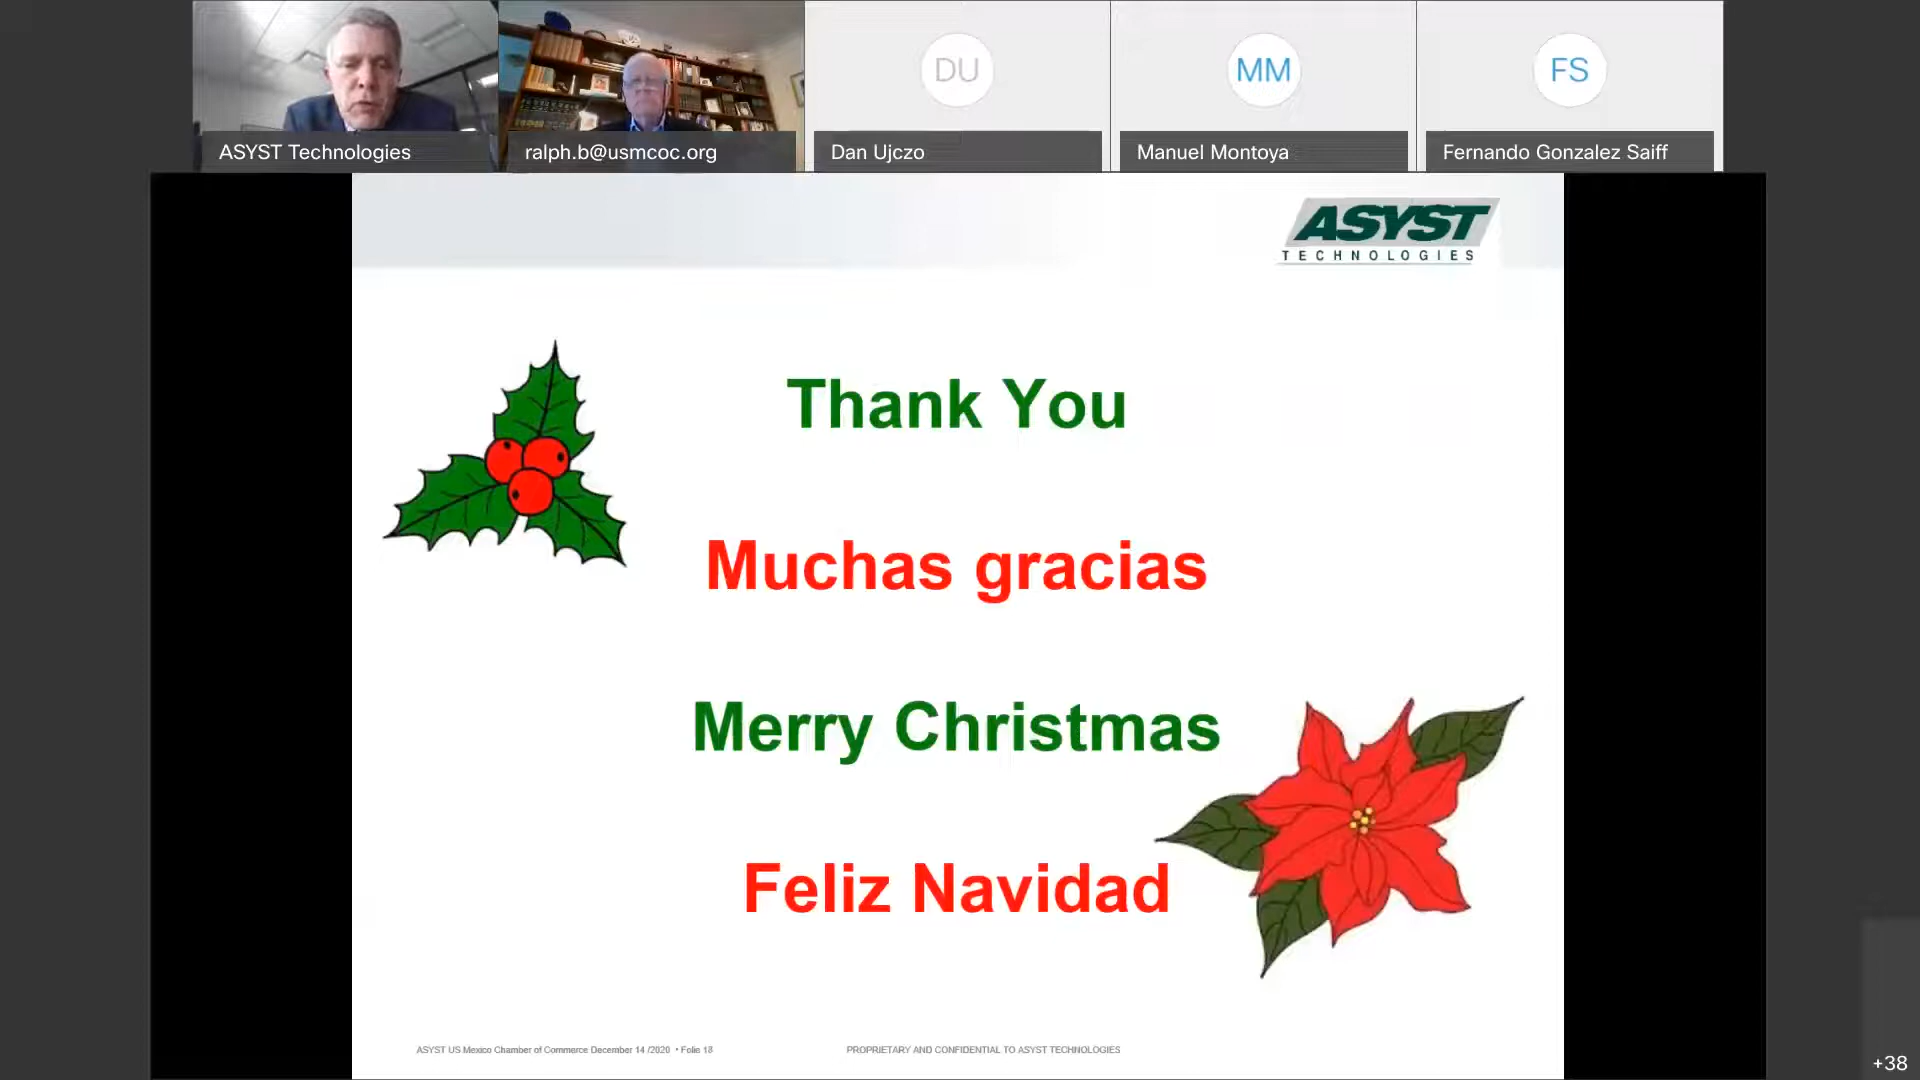 DU
MM
FS
ASYST Technologies
ralph.b@usmcoc.org
Dan Ujczo
Manuel Montoya
Fernando Gonzalez Saiff
ASYST
TECHNOLOGIES
Thank You
Muchas gracias
Merry Christmas
Feliz Navidad
ASYST US Mexico Chamber of Commerce December 14 /2020 • Folie 18
PROPRIETARY AND CONFIDENTIAL TO ASYST TECHNOLOGIES
+38